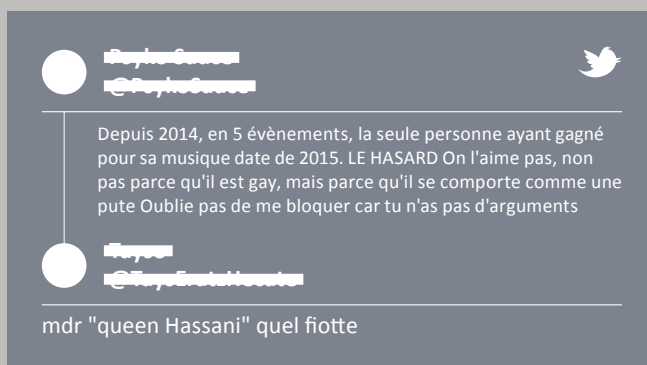 Depuis 2014, en 5 évènements, la seule personne ayant gagné
pour sa musique date de 2015. LE HASARD On l'aime pas, non
pas parce qu'il est gay, mais parce qu'il se comporte comme une
pute Oublie pas de me bloquer car tu n'as pas d'arguments
mdr "queen Hassani" quel fiotte